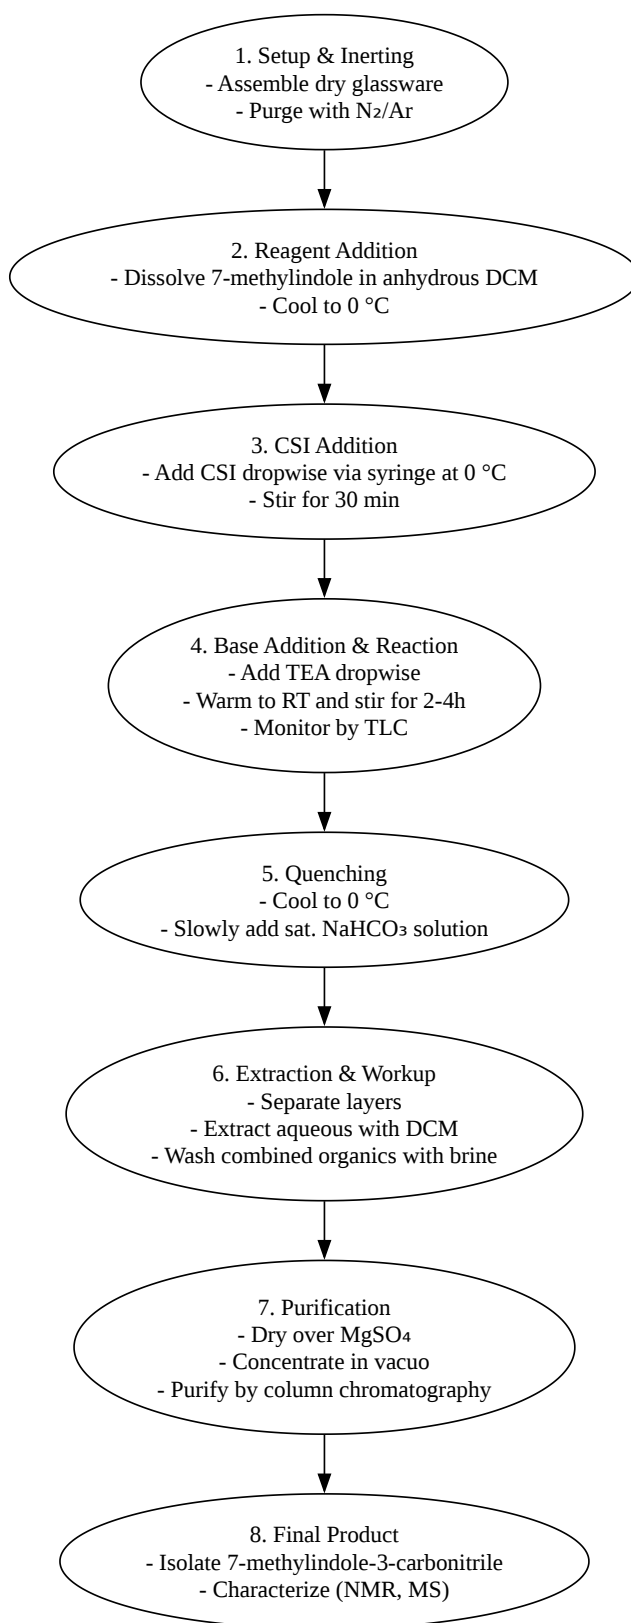 1. Setup & Inerting
- Assemble dry glassware
- Purge with N₂/Ar
2. Reagent Addition
- Dissolve 7-methylindole in anhydrous DCM
- Cool to 0 °C
3. CSI Addition
- Add CSI dropwise via syringe at 0 °C
- Stir for 30 min
4. Base Addition & Reaction
- Add TEA dropwise
- Warm to RT and stir for 2-4h
- Monitor by TLC
5. Quenching
- Cool to 0 °C
- Slowly add sat. NaHCO₃ solution
6. Extraction & Workup
- Separate layers
- Extract aqueous with DCM
- Wash combined organics with brine
7. Purification
- Dry over MgSO₄
- Concentrate in vacuo
- Purify by column chromatography
8. Final Product
- Isolate 7-methylindole-3-carbonitrile
- Characterize (NMR, MS)